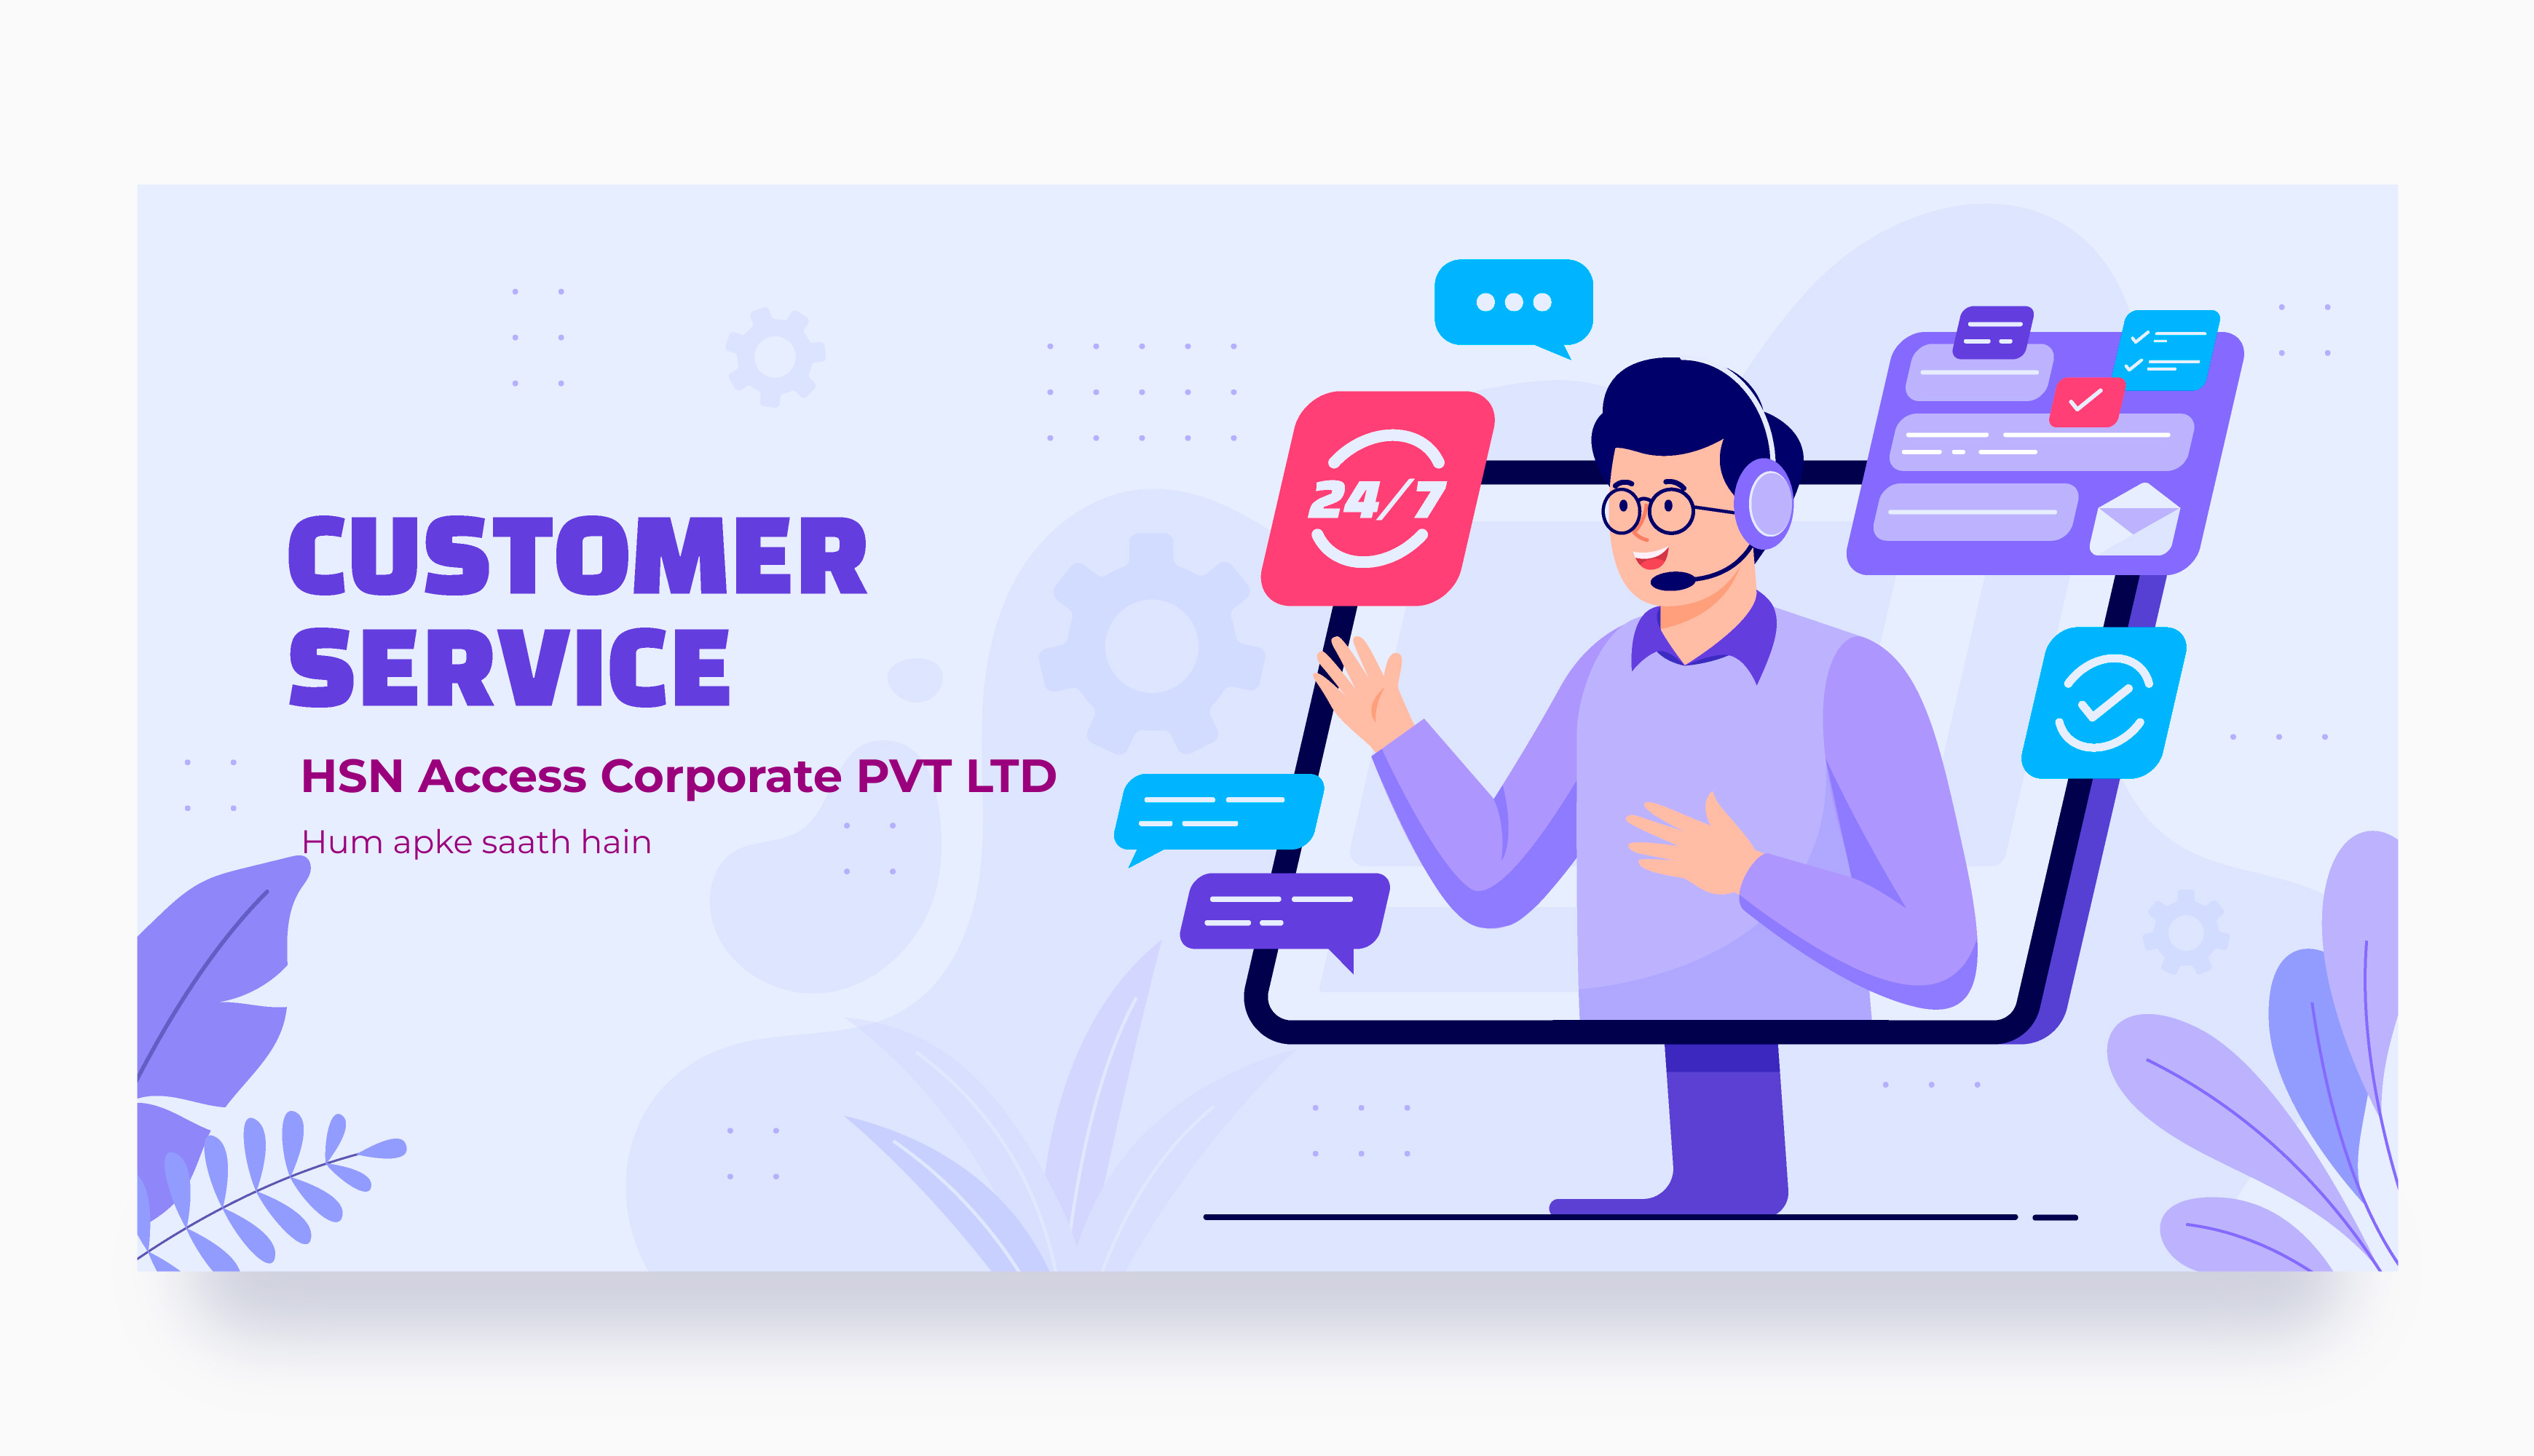 CUSTOMER
SERVICE
HSN Access Corporate PVT LTD
Hum apke saath hain
24/7